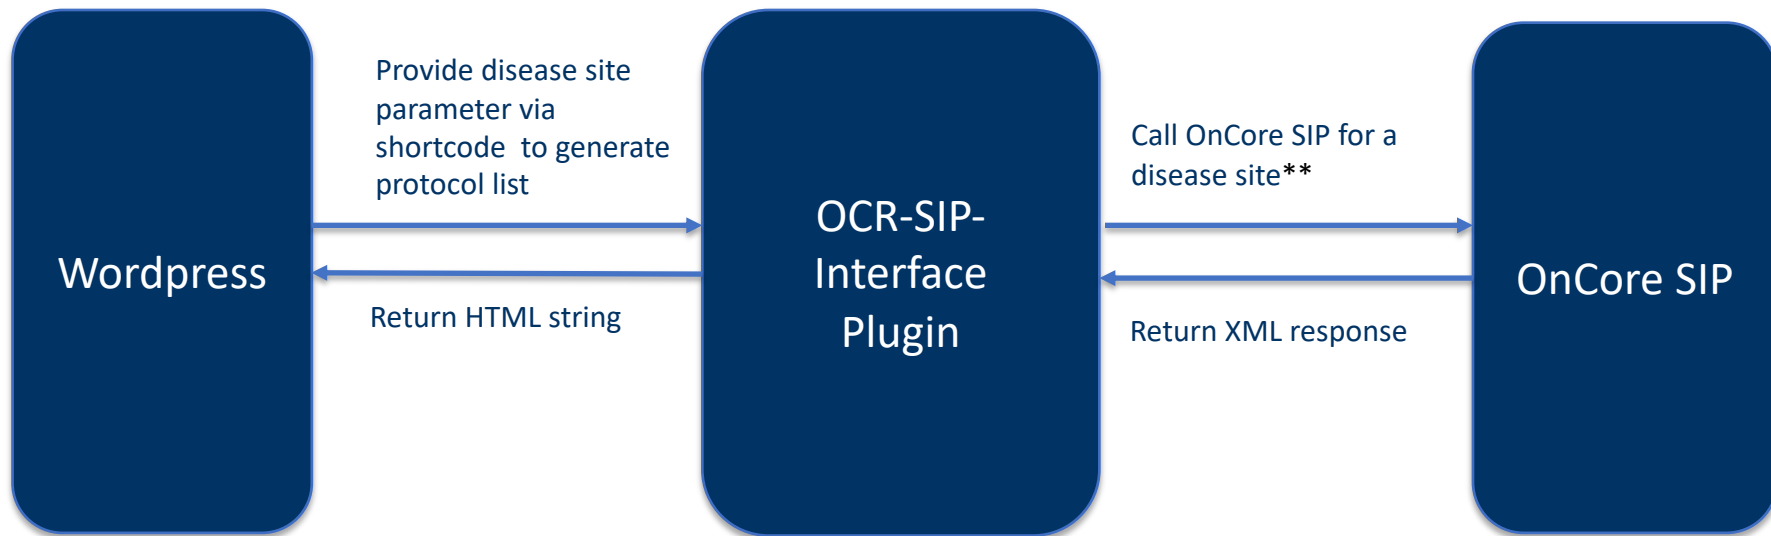 Wordpress
Provide disease site
parameter via
shortcode  to generate
protocol list
Return HTML string
OCR-SIP-
Interface
Plugin
Call OnCore SIP for a
disease site**
Return XML response
OnCore SIP